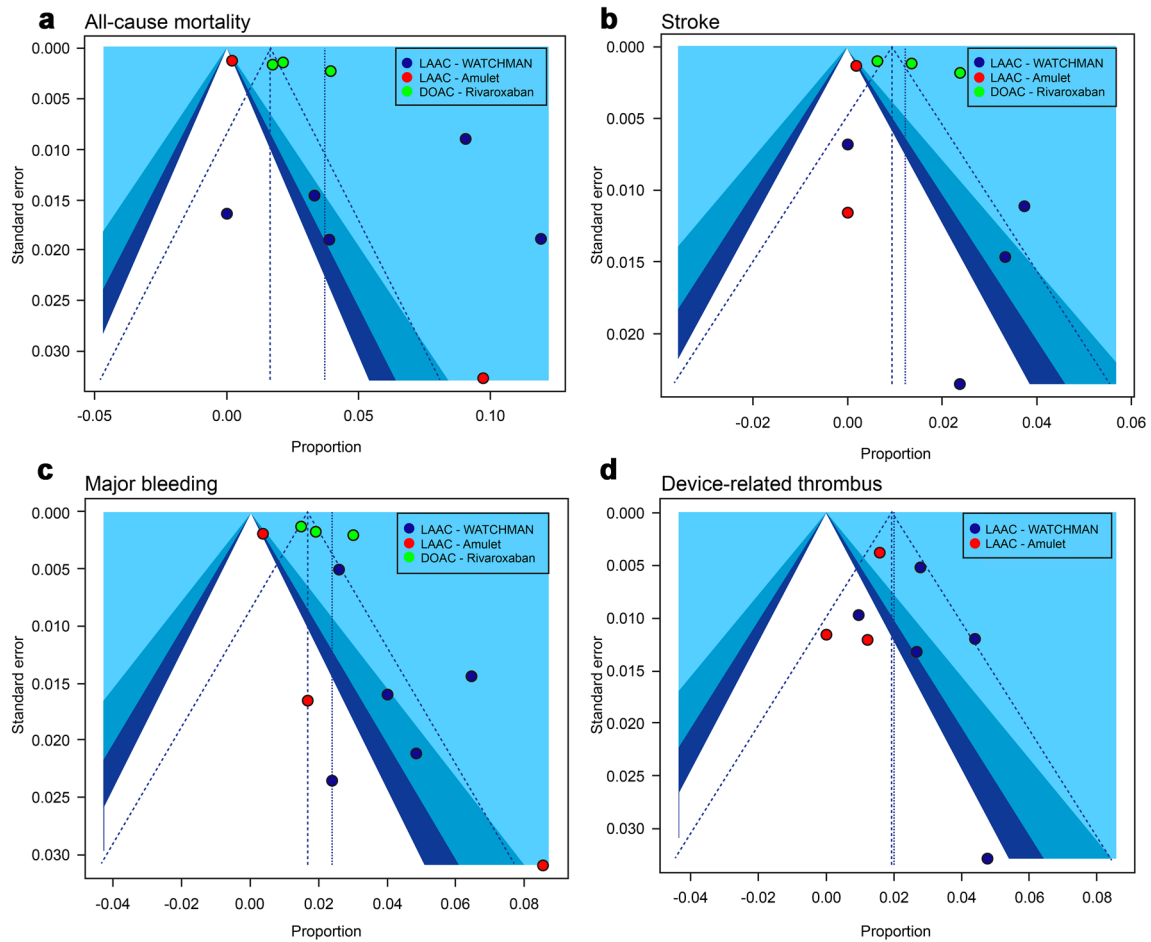 a All-cause mortality
0.000
0.005
0.010
0.015
0.020
0.025
0.030
Standard error
LAAC - WATCHMAN
LAAC - Amulet
DOAC - Rivaroxaban
-0.05 0.00 0.05 0.10
Proportion
b Stroke
0.000
0.005
0.010
0.015
0.020
Standard error
LAAC - WATCHMAN
LAAC - Amulet
DOAC - Rivaroxaban
-0.02 0.00 0.02 0.04 0.06
Proportion
c Major bleeding
0.000
0.005
0.010
0.015
0.020
0.025
0.030
Standard error
LAAC - WATCHMAN
LAAC - Amulet
DOAC - Rivaroxaban
-0.04 -0.02 0.00 0.02 0.04 0.06 0.08
Proportion
d Device-related thrombus
0.000
0.005
0.010
0.015
0.020
0.025
0.030
Standard error
LAAC - WATCHMAN
LAAC - Amulet
-0.04 -0.02 0.00 0.02 0.04 0.06 0.08
Proportion